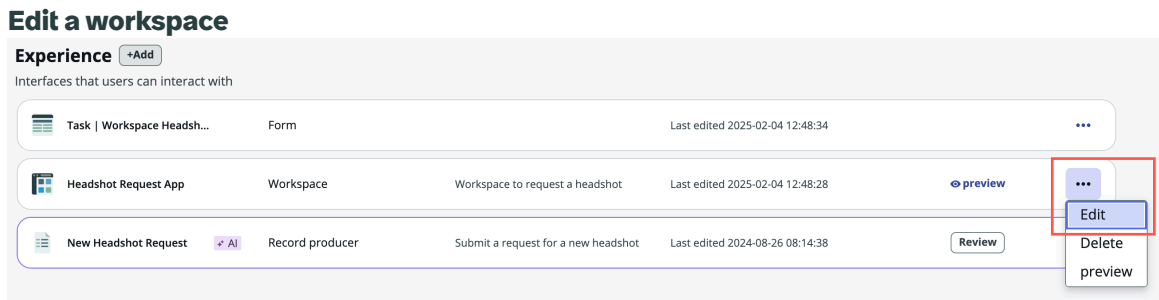 Edit a workspace
Experience +Add
Interfaces that users can interact with
Task | Workspace Headsh... Form Last edited 2025-02-04 12:48:34
Headshot Request App Workspace Workspace to request a headshot Last edited 2025-02-04 12:48:28 preview
Edit
New Headshot Request AI Record producer Submit a request for a new headshot Last edited 2024-08-26 08:14:38 Review Delete
preview